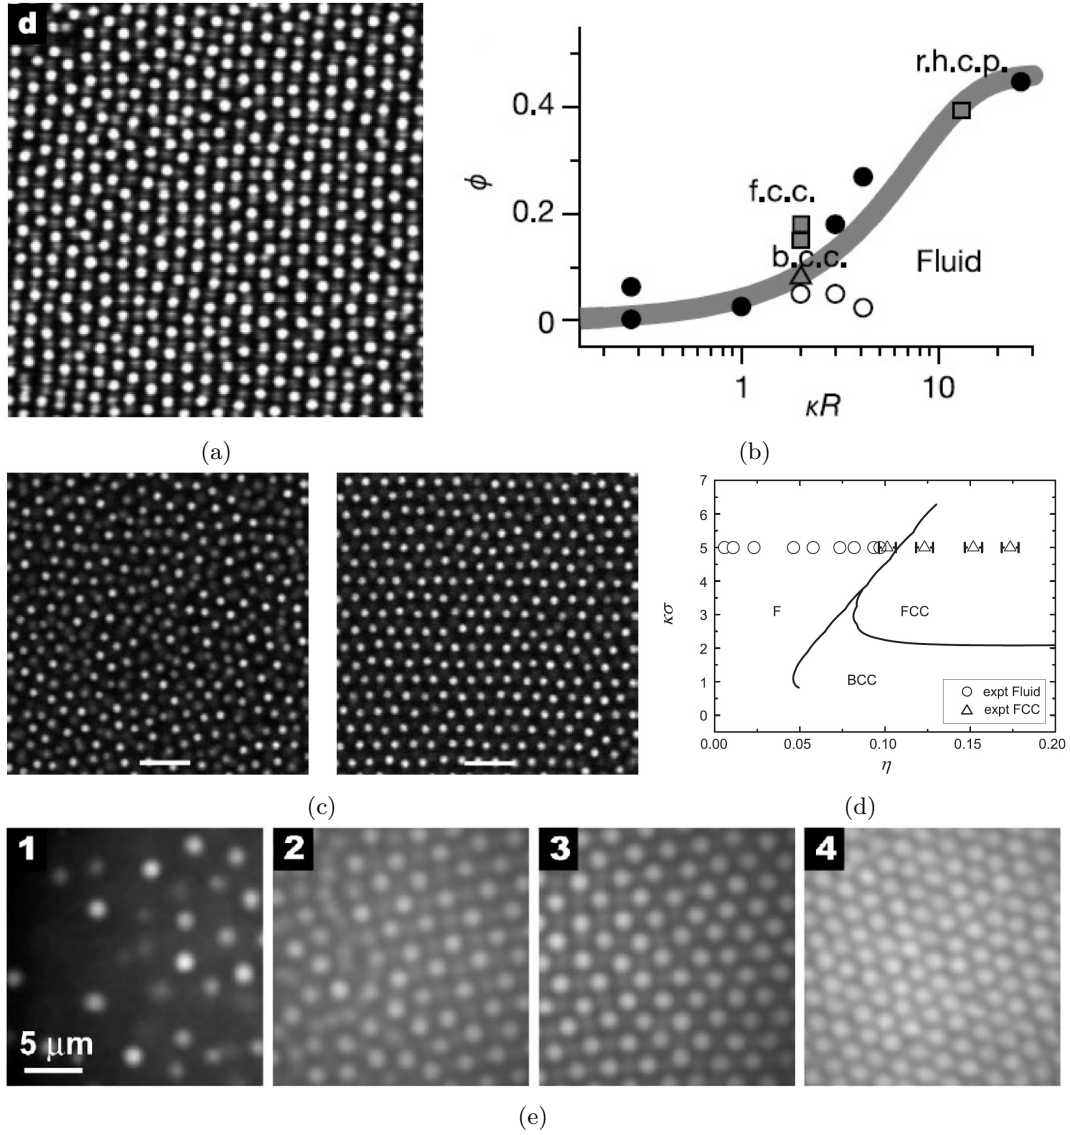 d
r.h.c.p.
0.4
ϕ
f.c.c.
0.2
b.c.c.
Fluid
0
1
10
κR
(a)
(b)
7
6
5
4
3
2
1
0
κσ
F
FCC
BCC
expt Fluid
expt FCC
0.00
0.05
0.10
0.15
0.20
η
(c)
(d)
1
2
3
4
5 μm
(e)